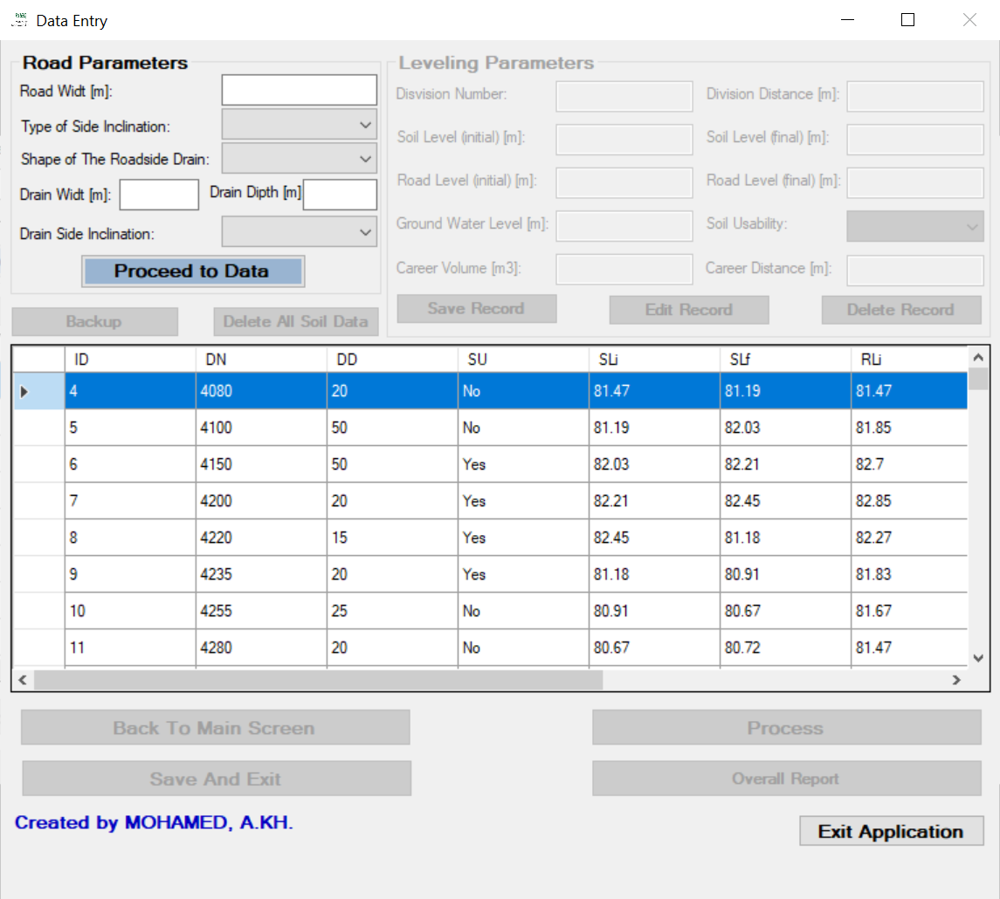 Data Entry
Road Parameters
Road Widt [m]:
Type of Side Inclination:
Shape of The Roadside Drain:
Drain Widt [m]: Drain Dipth [m]
Drain Side Inclination:
Proceed to Data
Backup Delete All Soil Data
Leveling Parameters
Disvision Number: Division Distance [m]:
Soil Level (initial) [m]: Soil Level (final) [m]:
Road Level (initial) [m]: Road Level (final) [m]:
Ground Water Level [m]: Soil Usability:
Career Volume [m3]: Career Distance [m]:
Save Record Edit Record Delete Record
ID DN DD SU SLi SLf RLi
4 4080 20 No 81.47 81.19 81.47
5 4100 50 No 81.19 82.03 81.85
6 4150 50 Yes 82.03 82.21 82.7
7 4200 20 Yes 82.21 82.45 82.85
8 4220 15 Yes 82.45 81.18 82.27
9 4235 20 Yes 81.18 80.91 81.83
10 4255 25 No 80.91 80.67 81.67
11 4280 20 No 80.67 80.72 81.47
Back To Main Screen Process
Save And Exit Overall Report
Created by MOHAMED, A.KH.
Exit Application